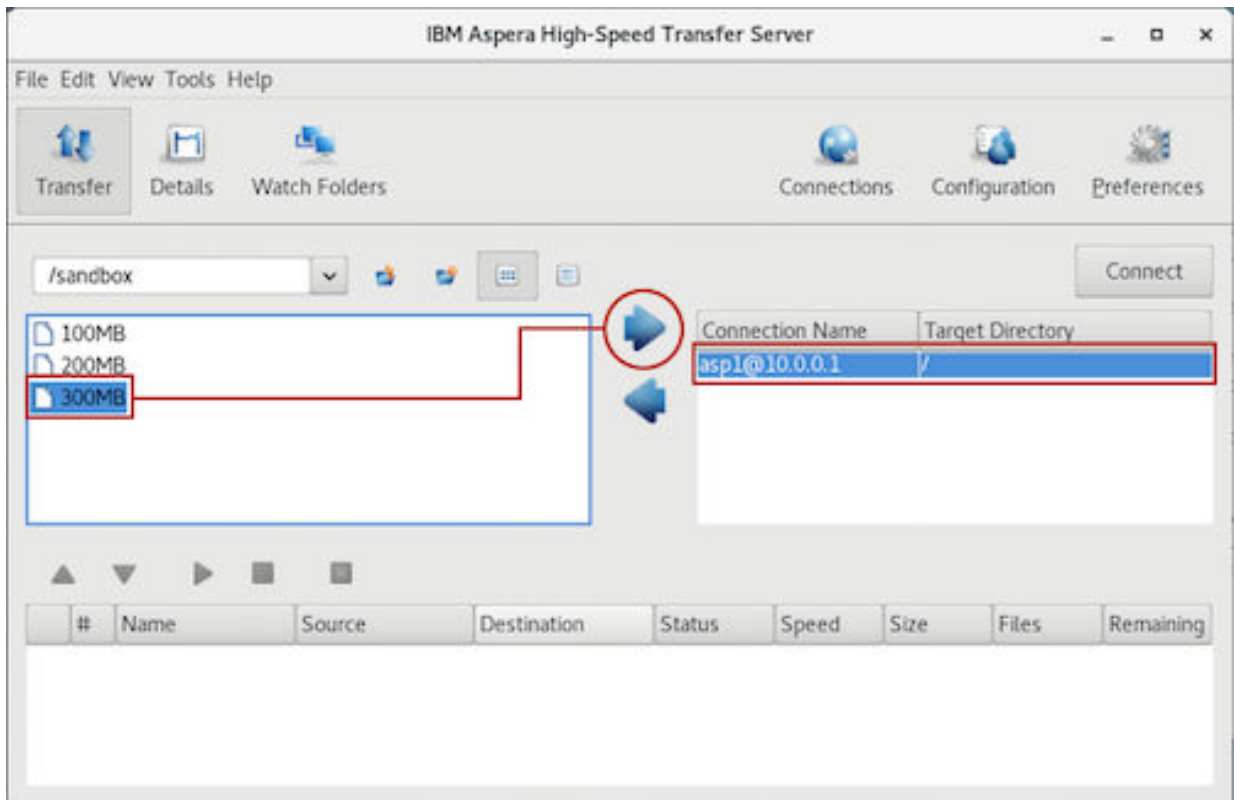 IBM Aspera High-Speed Transfer Server
File Edit View Tools Help
Transfer Details Watch Folders Connections Configuration Preferences
/sandbox Connect
100MB
200MB
300MB
Connection Name Target Directory
asp1@10.0.0.1 /
# Name Source Destination Status Speed Size Files Remaining